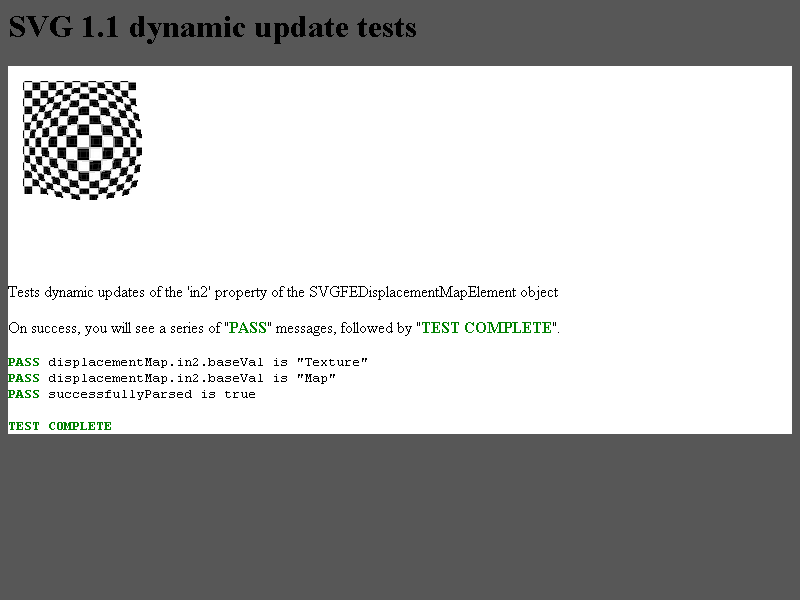 SVG 1.1 dynamic update tests
Tests dynamic updates of the 'in2' property of the SVGFEDisplacementMapElement object
On success, you will see a series of "PASS" messages, followed by "TEST COMPLETE".
PASS displacementMap.in2.baseVal is "Texture"
PASS displacementMap.in2.baseVal is "Map"
PASS successfullyParsed is true
TEST COMPLETE